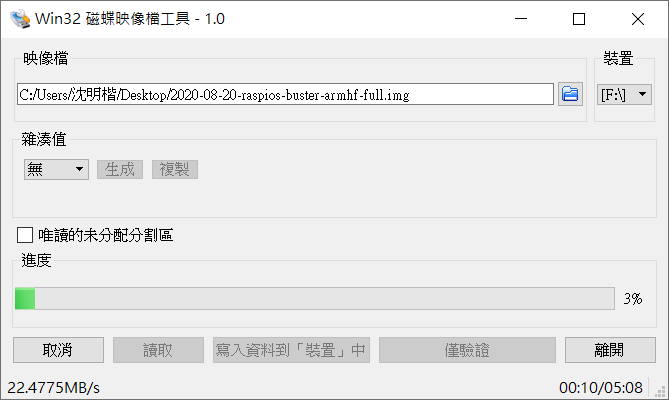 Win32 磁碟映像檔工具 - 1.0
映像檔
裝置
C:/Users/沈明楷/Desktop/2020-08-20-raspios-buster-armhf-full.img
[F:\]
雜湊值
無
生成
複製
唯讀的未分配分割區
進度
3%
取消
讀取
寫入資料到「裝置」中
僅驗證
離開
22.4775MB/s
00:10/05:08